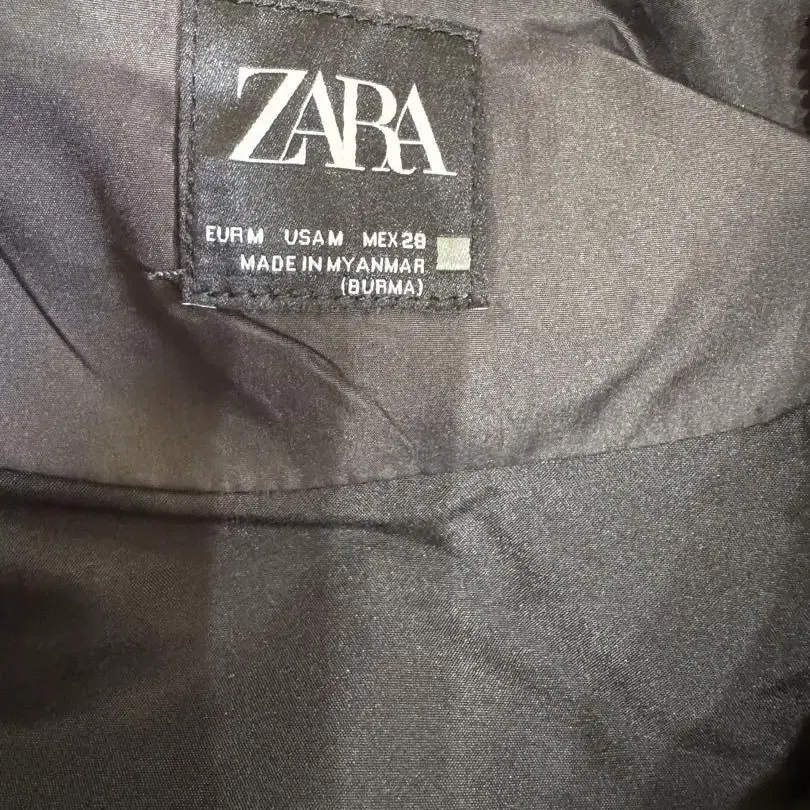 ZARA
EUR M USA M MEX 28
MADE IN MYANMAR
(BURMA)